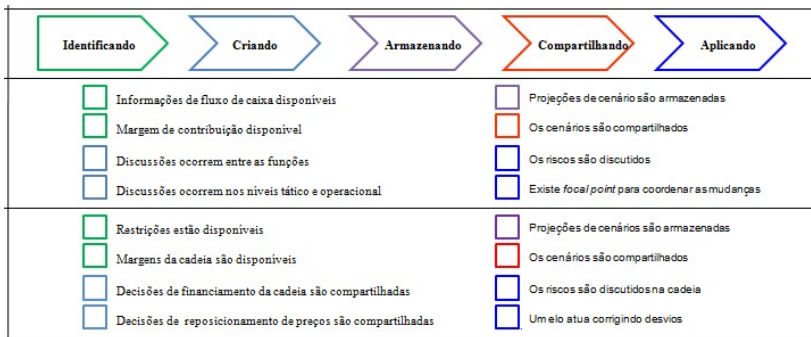 Identificando
Criando
Armazenando
Compartilhando
Aplicando
Informações de fluxo de caixa disponíveis
Margem de contribuição disponível
Discussões ocorrem entre as funções
Discussões ocorrem nos níveis tático e operacional
Projeções de cenário são armazenadas
Os cenários são compartilhados
Os riscos são discutidos
Existe focal point para coordenar as mudanças
Restrições estão disponíveis
Margens da cadeia são disponíveis
Decisões de financiamento da cadeia são compartilhadas
Decisões de reposicionamento de preços são compartilhadas
Projeções de cenários são armazenadas
Os cenários são compartilhados
Os riscos são discutidos na cadeia
Um elo atua corrigindo desvios